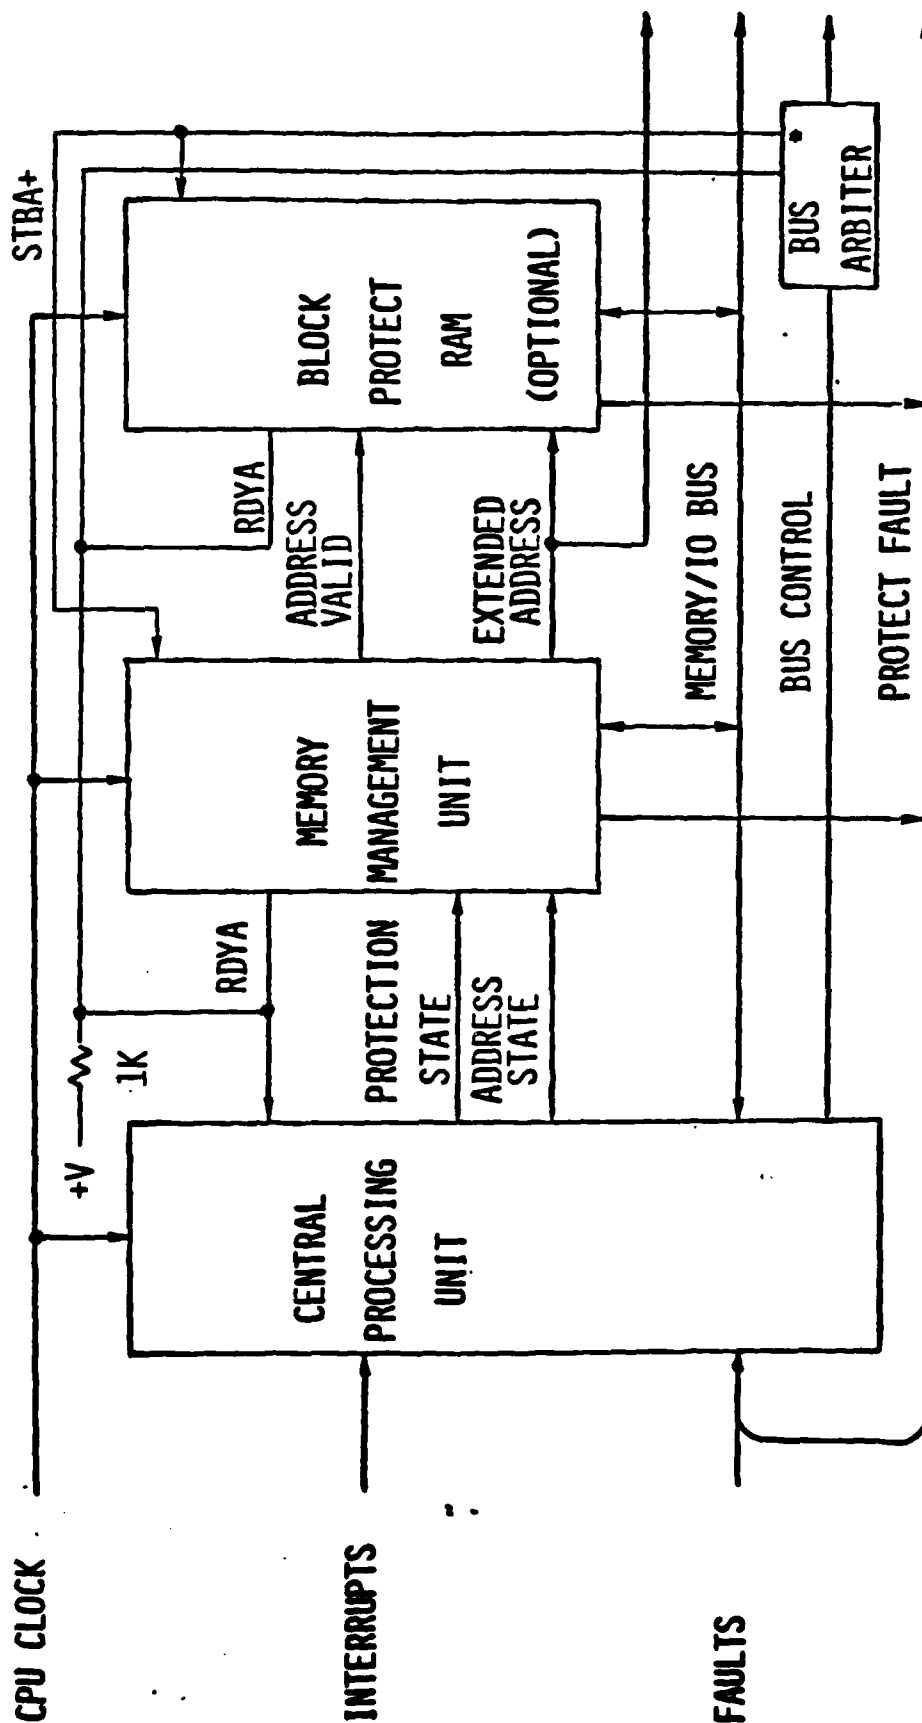 CPU CLOCK
INTERRUPTS
FAULTS
+V
1K
STBA+
CENTRAL
PROCESSING
UNIT
RDYA
PROTECTION
STATE
ADDRESS
STATE
MEMORY
MANAGEMENT
UNIT
RDYA
ADDRESS
VALID
EXTENDED
ADDRESS
BLOCK
PROTECT
RAM
(OPTIONAL)
MEMORY/IO BUS
BUS CONTROL
PROTECT FAULT
*
BUS
ARBITER